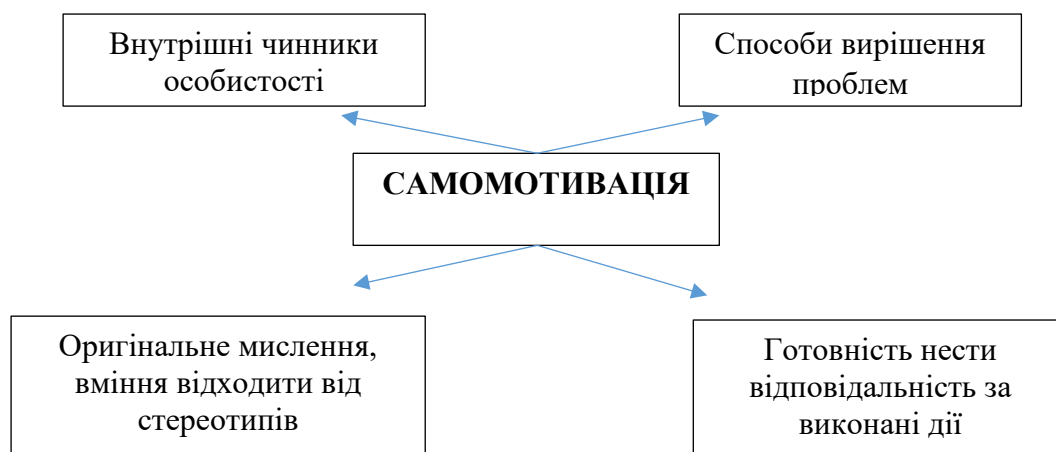 Внутрішні чинники
особистості
Способи вирішення
проблем
САМОМОТИВАЦІЯ
Оригінальне мислення,
вміння відходити від
стереотипів
Готовність нести
відповідальність за
виконані дії